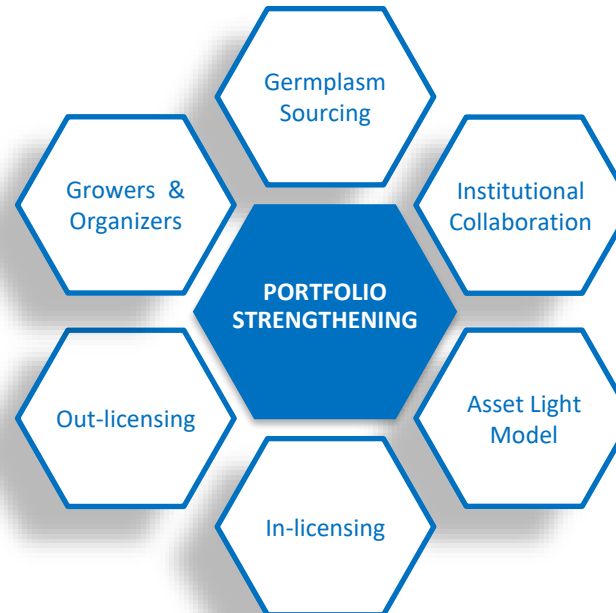 Germplasm
Sourcing
Growers & 
Organizers
Institutional
Collaboration
PORTFOLIO
STRENGTHENING
Out-licensing
Asset Light
Model
In-licensing